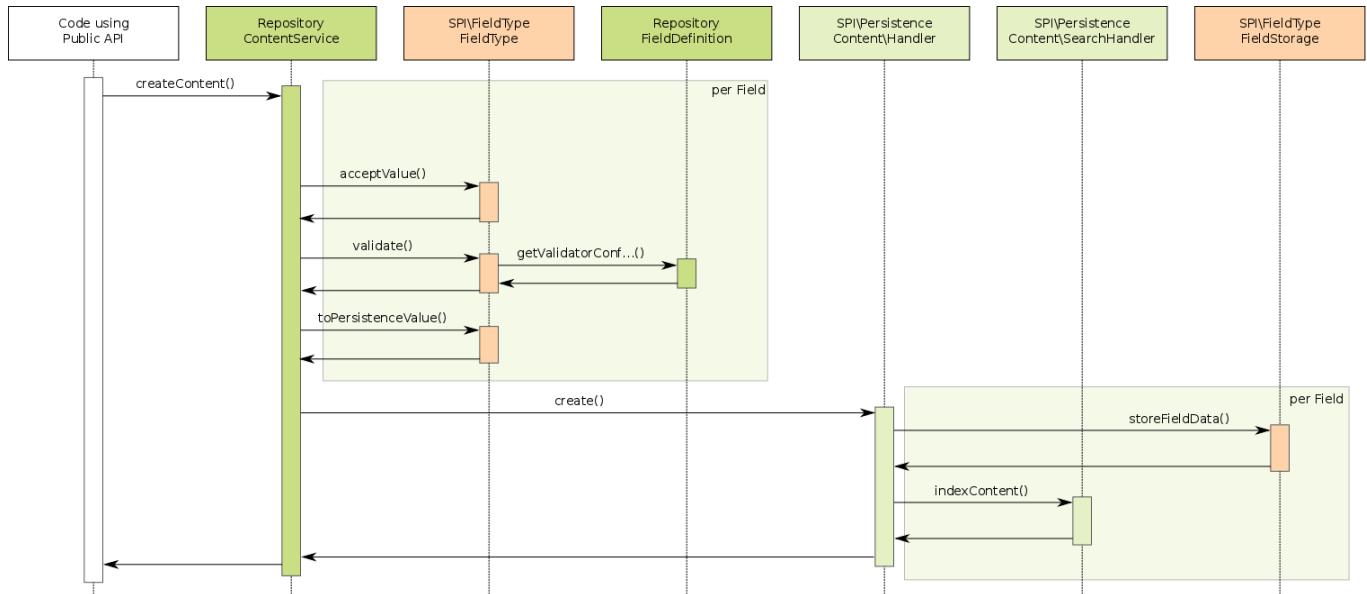 Code using
Public API
Repository
ContentService
SPI\FieldType
FieldType
Repository
FieldDefinition
SPI\Persistence
Content\Handler
SPI\Persistence
Content\SearchHandler
SPI\FieldType
FieldStorage
createContent()
per Field
acceptValue()
validate()
getValidatorConf...()
toPersistenceValue()
create()
per Field
storeFieldData()
indexContent()